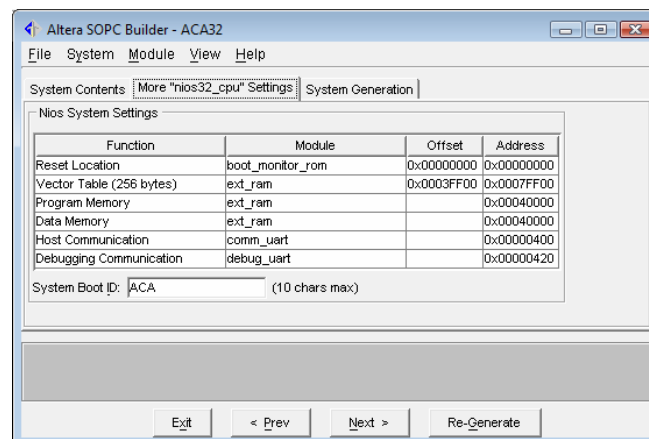 Altera SOPC Builder - ACA32
File System Module View Help
System Contents More "nios32_cpu" Settings System Generation
Nios System Settings
Function Module Offset Address
Reset Location boot_monitor_rom 0x00000000 0x00000000
Vector Table (256 bytes) ext_ram 0x0003FF00 0x0007FF00
Program Memory ext_ram 0x00040000
Data Memory ext_ram 0x00040000
Host Communication comm_uart 0x00000400
Debugging Communication debug_uart 0x00000420
System Boot ID: ACA (10 chars max)
Exit < Prev Next > Re-Generate